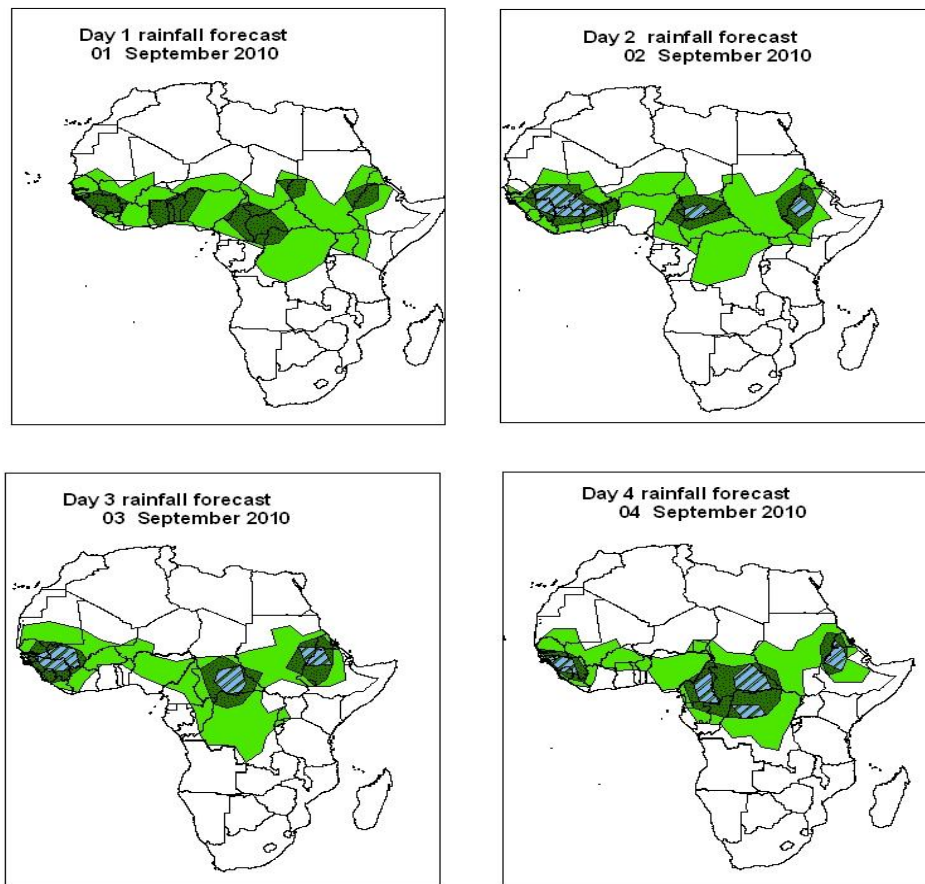 Day 1 rainfall forecast
01 September 2010
Day 2 rainfall forecast
02 September 2010
Day 3 rainfall forecast
03 September 2010
Day 4 rainfall forecast
04 September 2010